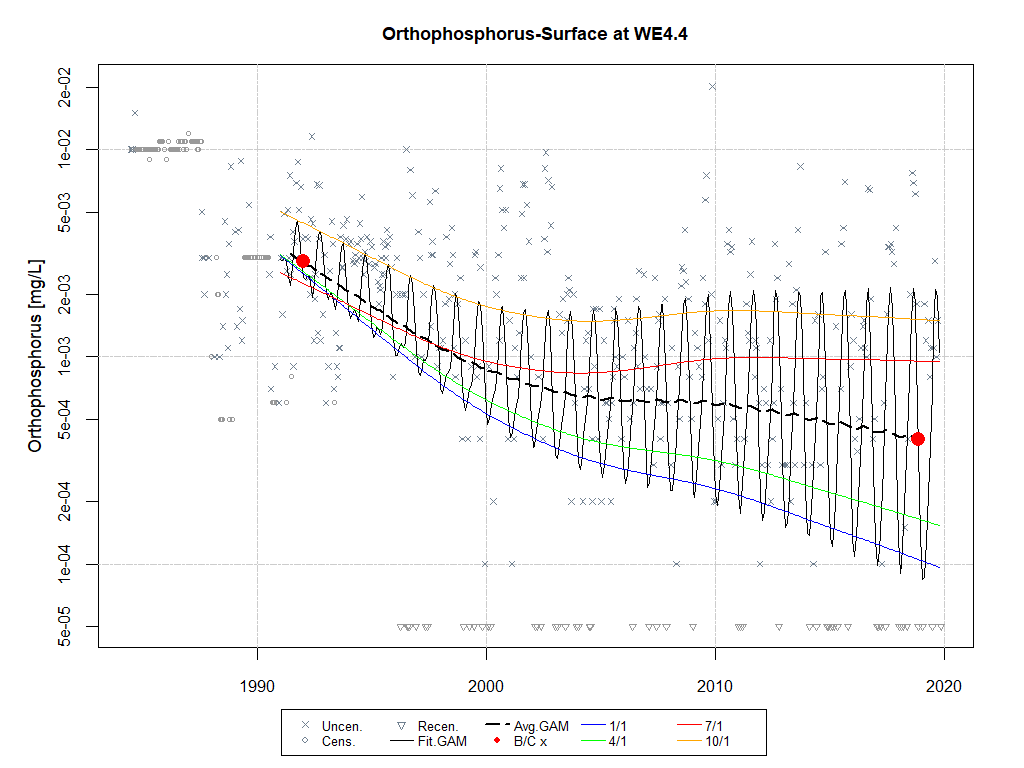 Orthophosphorus-Surface at WE4.4
Orthophosphorus [mg/L]
2e-02
1e-02
5e-03
2e-03
1e-03
5e-04
2e-04
1e-04
5e-05
1990 2000 2010 2020
Uncen. Recen. Avg.GAM 1/1 7/1
Cens. Fit.GAM B/C x 4/1 10/1